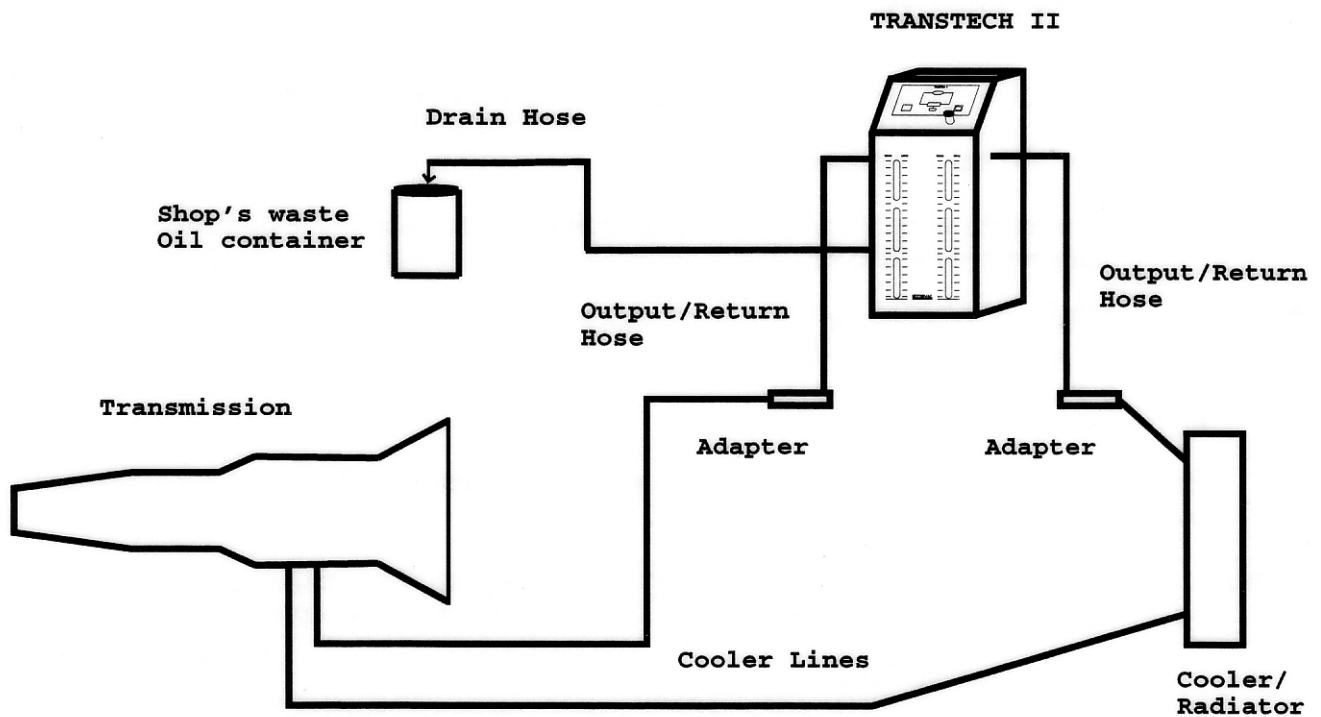 TRANSTECH II
Drain Hose
Shop's waste
Oil container
Output/Return
Hose
Output/Return
Hose
Transmission
Adapter
Adapter
Cooler Lines
Cooler/
Radiator